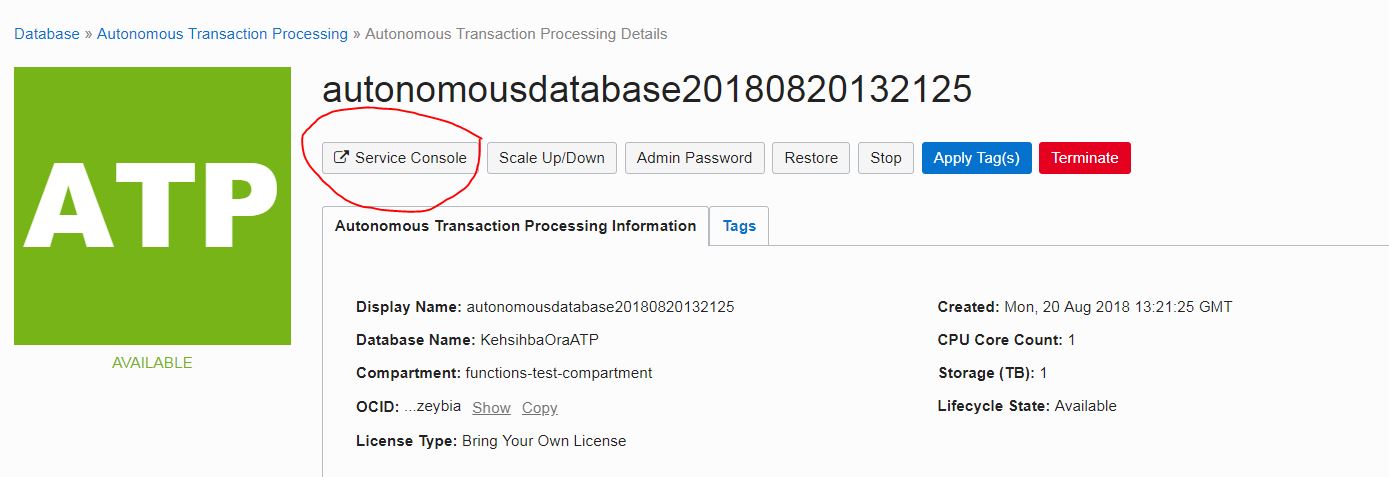 Database » Autonomous Transaction Processing » Autonomous Transaction Processing Details
ATP
AVAILABLE
autonomousdatabase20180820132125
Service Console Scale Up/Down Admin Password Restore Stop Apply Tag(s) Terminate
Autonomous Transaction Processing Information Tags
Display Name: autonomousdatabase20180820132125
Database Name: KehsihbaOraATP
Compartment: functions-test-compartment
OCID: ...zeybia Show Copy
License Type: Bring Your Own License
Created: Mon, 20 Aug 2018 13:21:25 GMT
CPU Core Count: 1
Storage (TB): 1
Lifecycle State: Available